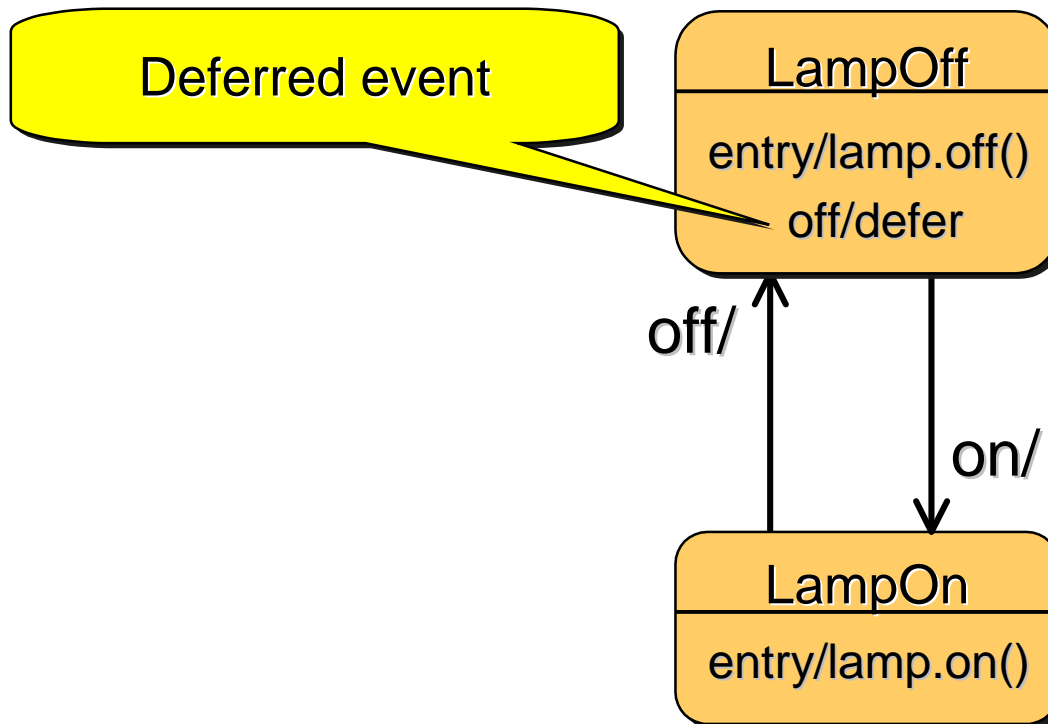 Deferred event
LampOff
entry/lamp.off()
off/defer
off/
on/
LampOn
entry/lamp.on()